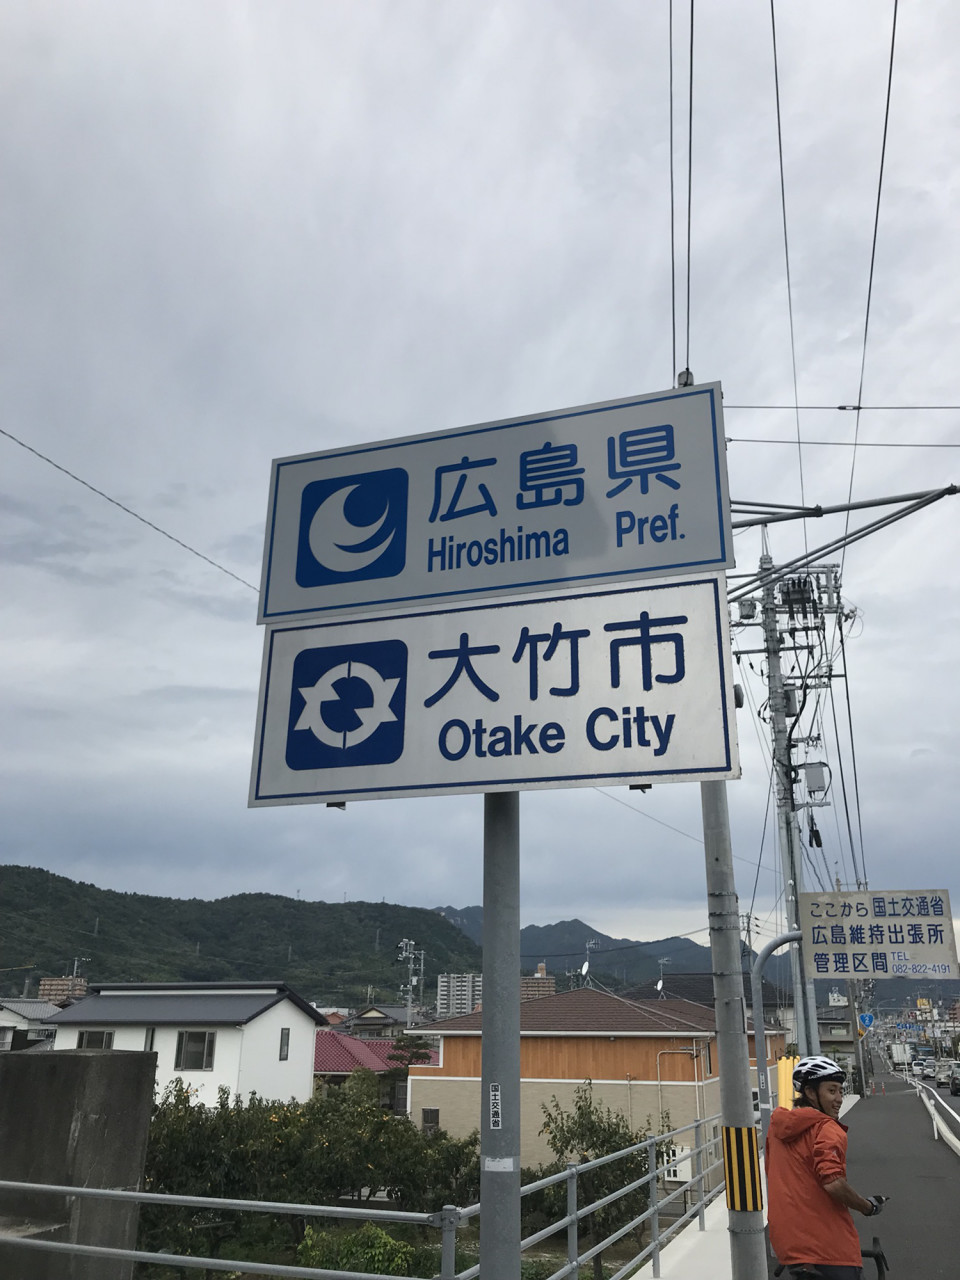 広島県
Hiroshima Pref.
大竹市
Otake City
ここから国土交通省
広島維持出張所
管理区間 TEL 082-822-4191
国土交通省